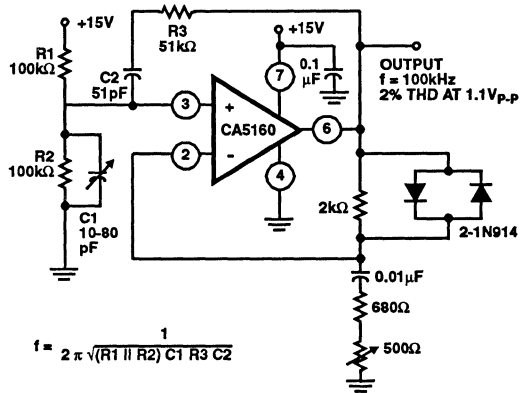 +15V
R1
100kΩ
R3
51kΩ
C2
51pF
+15V
0.1
μF
OUTPUT
f = 100kHz
2% THD AT 1.1Vp-p
7
3
+
CA5160
6
2
-
4
R2
100kΩ
C1
10-80
pF
2kΩ
2-1N914
0.01μF
680Ω
500Ω
f = 1
2 π √(R1 II R2) C1 R3 C2